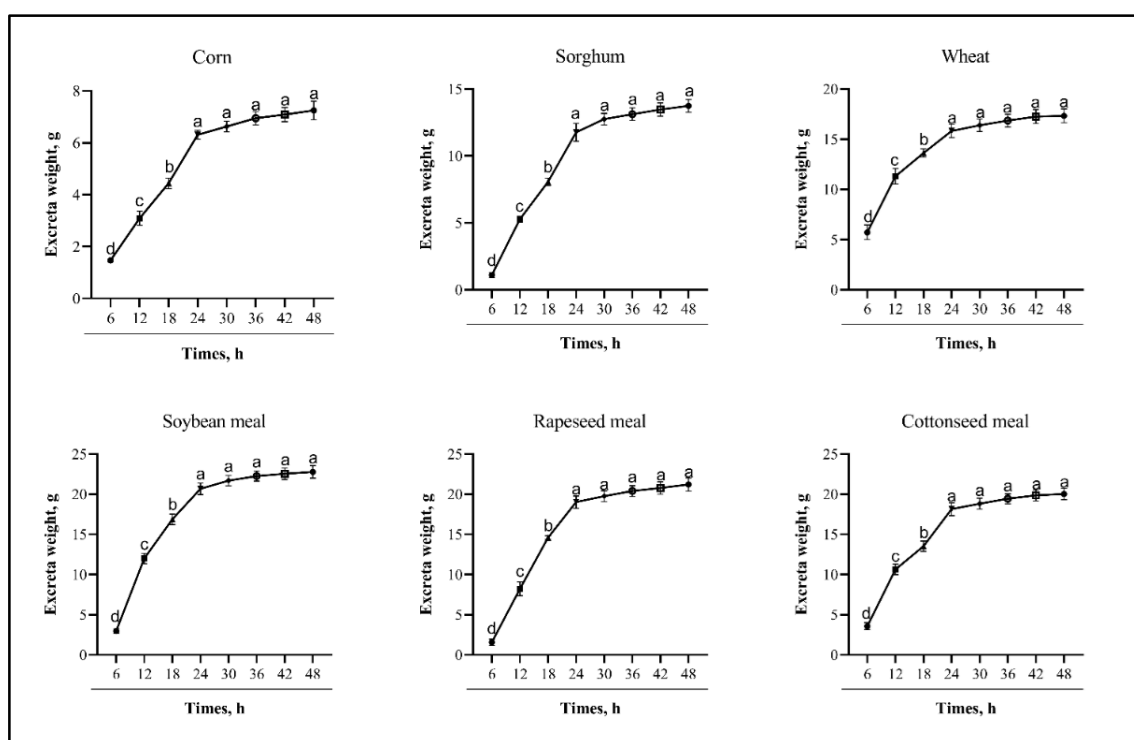 Corn
Excreta weight, g
8
6
4
2
0
d
c
b
a
a
a
a
a
6 12 18 24 30 36 42 48
Times, h
Sorghum
Excreta weight, g
15
10
5
0
d
c
b
a
a
a
a
a
6 12 18 24 30 36 42 48
Times, h
Wheat
Excreta weight, g
20
15
10
5
0
d
c
b
a
a
a
a
a
6 12 18 24 30 36 42 48
Times, h
Soybean meal
Excreta weight, g
25
20
15
10
5
0
d
c
b
a
a
a
a
a
6 12 18 24 30 36 42 48
Times, h
Rapeseed meal
Excreta weight, g
25
20
15
10
5
0
d
c
b
a
a
a
a
a
6 12 18 24 30 36 42 48
Times, h
Cottonseed meal
Excreta weight, g
25
20
15
10
5
0
d
c
b
a
a
a
a
a
6 12 18 24 30 36 42 48
Times, h